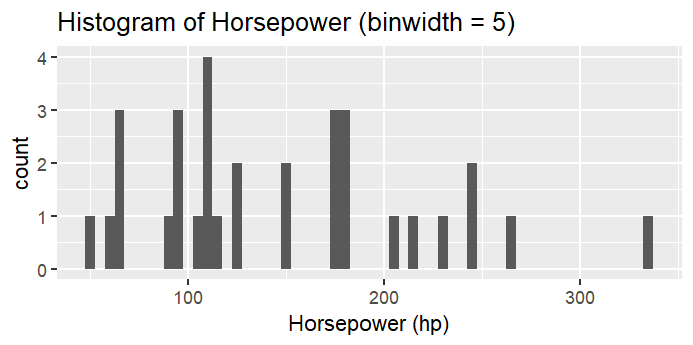 Histogram of Horsepower (binwidth = 5)
4
3
2
1
0
count
100 200 300
Horsepower (hp)